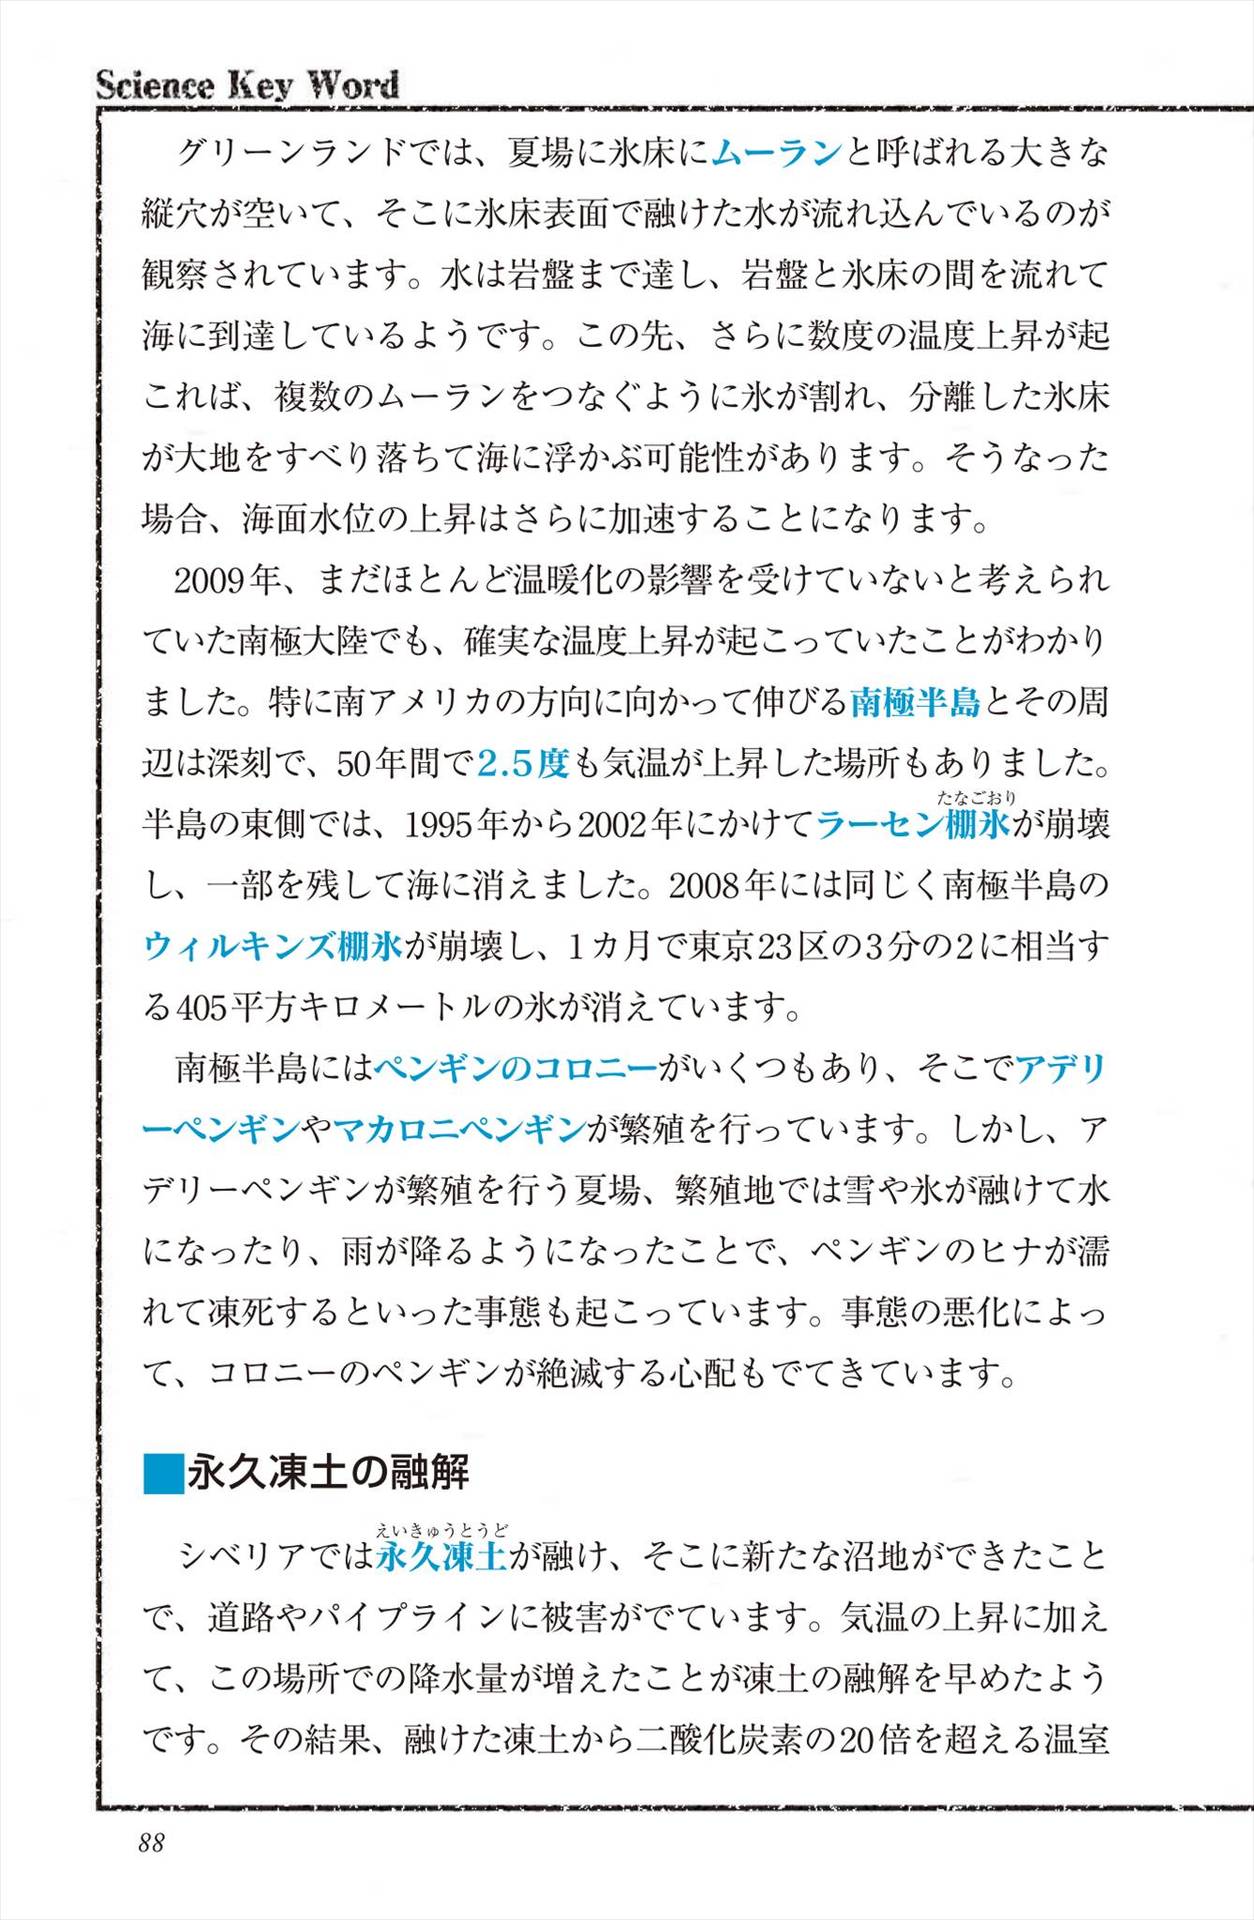 Science Key Word
グリーンランドでは、夏場に氷床にムーランと呼ばれる大きな
縦穴が空いて、そこに氷床表面で融けた水が流れ込んでいるのが
観察されています。水は岩盤まで達し、岩盤と氷床の間を流れて
海に到達しているようです。この先、さらに数度の温度上昇が起
これば、複数のムーランをつなぐように氷が割れ、分離した氷床
が大地をすべり落ちて海に浮かぶ可能性があります。そうなった
場合、海面水位の上昇はさらに加速することになります。
2009年、まだほとんど温暖化の影響を受けていないと考えられ
ていた南極大陸でも、確実な温度上昇が起こっていたことがわかり
ました。特に南アメリカの方向に向かって伸びる南極半島とその周
辺は深刻で、50年間で2.5度も気温が上昇した場所もありました。
たなごおり
半島の東側では、1995年から2002年にかけてラーセン棚氷が崩壊
し、一部を残して海に消えました。2008年には同じく南極半島の
ウィルキンズ棚氷が崩壊し、1カ月で東京23区の3分の2に相当す
る405平方キロメートルの氷が消えています。
南極半島にはペンギンのコロニーがいくつもあり、そこでアデリ
ーペンギンやマカロニペンギンが繁殖を行っています。しかし、ア
デリーペンギンが繁殖を行う夏場、繁殖地では雪や氷が融けて水
になったり、雨が降るようになったことで、ペンギンのヒナが濡
れて凍死するといった事態も起こっています。事態の悪化によっ
て、コロニーのペンギンが絶滅する心配もでてきています。
■永久凍土の融解
えいきゅうとうど
シベリアでは永久凍土が融け、そこに新たな沼地ができたこと
で、道路やパイプラインに被害がでています。気温の上昇に加え
て、この場所での降水量が増えたことが凍土の融解を早めたよう
です。その結果、融けた凍土から二酸化炭素の20倍を超える温室
88